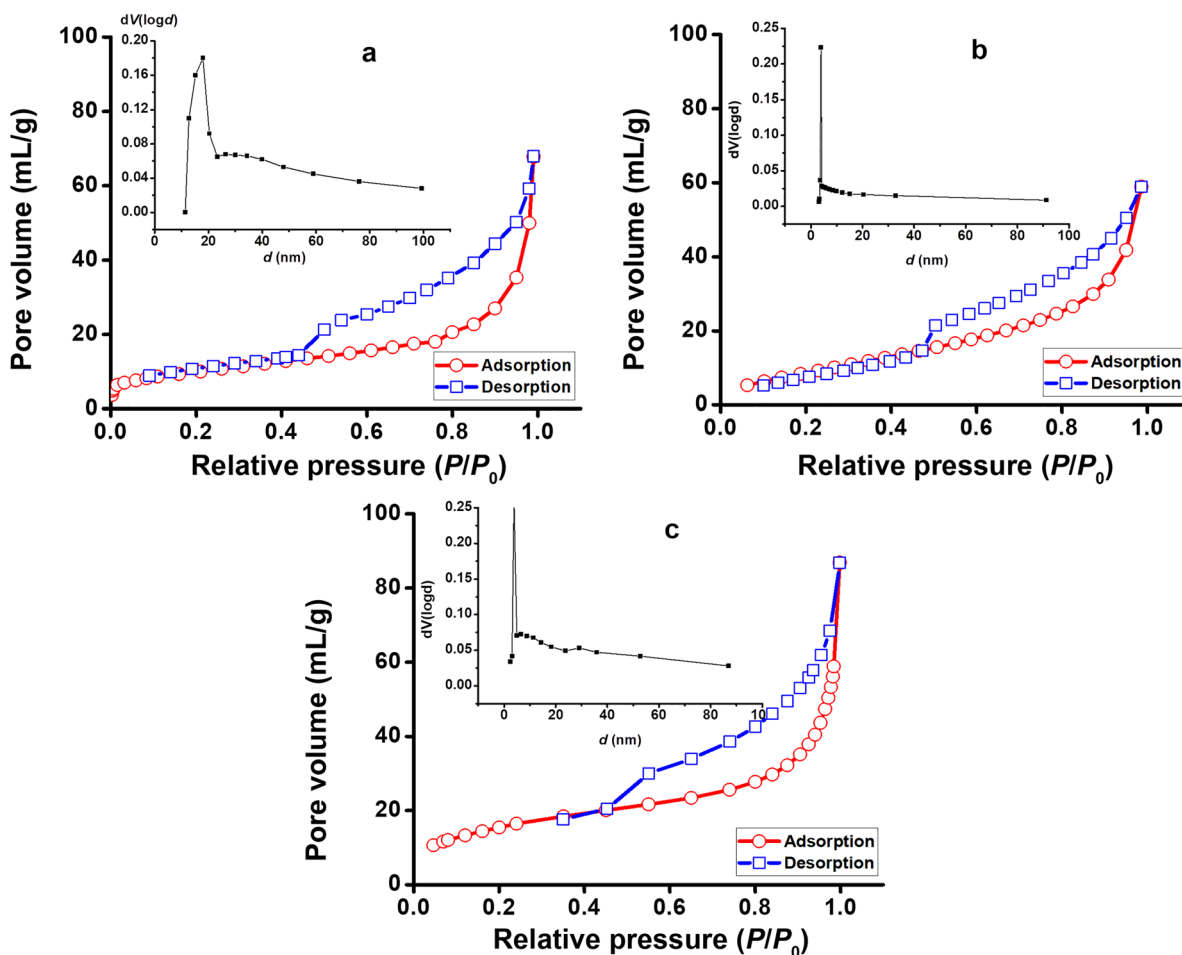 a
dV(logd)
0.20
0.16
0.12
0.08
0.04
0.00
0 20 40 60 80 100
d (nm)
Pore volume (mL/g)
100
80
60
40
20
0
0.0 0.2 0.4 0.6 0.8 1.0
Relative pressure (P/P0)
Adsorption
Desorption
b
dV(logd)
0.25
0.20
0.15
0.10
0.05
0.00
0 20 40 60 80 100
d (nm)
Pore volume (mL/g)
100
80
60
40
20
0
0.0 0.2 0.4 0.6 0.8 1.0
Relative pressure (P/P0)
Adsorption
Desorption
c
dV(logd)
0.25
0.20
0.15
0.10
0.05
0.00
0 20 40 60 80 10
d (nm)
Pore volume (mL/g)
100
80
60
40
20
0
0.0 0.2 0.4 0.6 0.8 1.0
Relative pressure (P/P0)
Adsorption
Desorption